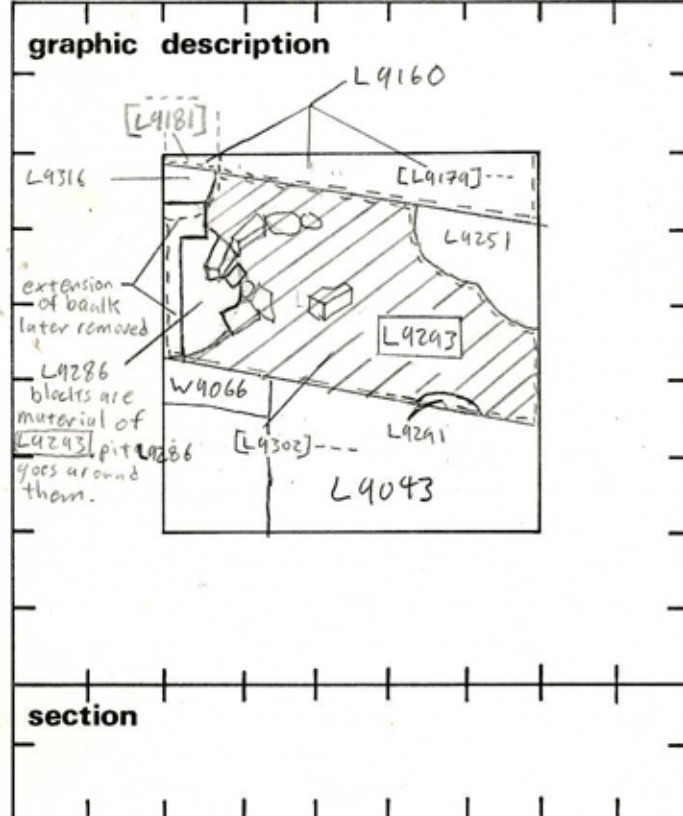 graphic description
L9160
[L9181]
L9316
[L9179]---
L9251
extension
of baulk
later removed
L9293
L9286
blocks are
material of
L9293 pit L9286
goes around
them.
W9066
[L9302]---
L9291
L9043
section